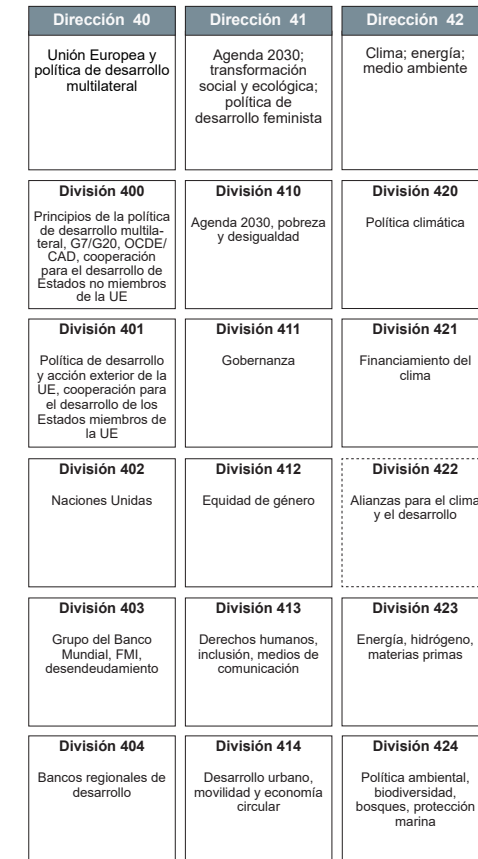 Dirección 40
Unión Europea y
política de desarrollo
multilateral
Dirección 41
Agenda 2030;
transformación
social y ecológica;
política de
desarrollo feminista
Dirección 42
Clima; energía;
medio ambiente
División 400
Principios de la política
de desarrollo multila-
teral, G7/G20, OCDE/
CAD, cooperación
para el desarrollo de
Estados no miembros
de la UE
División 410
Agenda 2030, pobreza
y desigualdad
División 420
Política climática
División 401
Política de desarrollo
y acción exterior de la
UE, cooperación para
el desarrollo de los
Estados miembros de
la UE
División 411
Gobernanza
División 421
Financiamiento del
clima
División 402
Naciones Unidas
División 412
Equidad de género
División 422
Alianzas para el clima
y el desarrollo
División 403
Grupo del Banco
Mundial, FMI,
desendeudamiento
División 413
Derechos humanos,
inclusión, medios de
comunicación
División 423
Energía, hidrógeno,
materias primas
División 404
Bancos regionales de
desarrollo
División 414
Desarrollo urbano,
movilidad y economía
circular
División 424
Política ambiental,
biodiversidad,
bosques, protección
marina